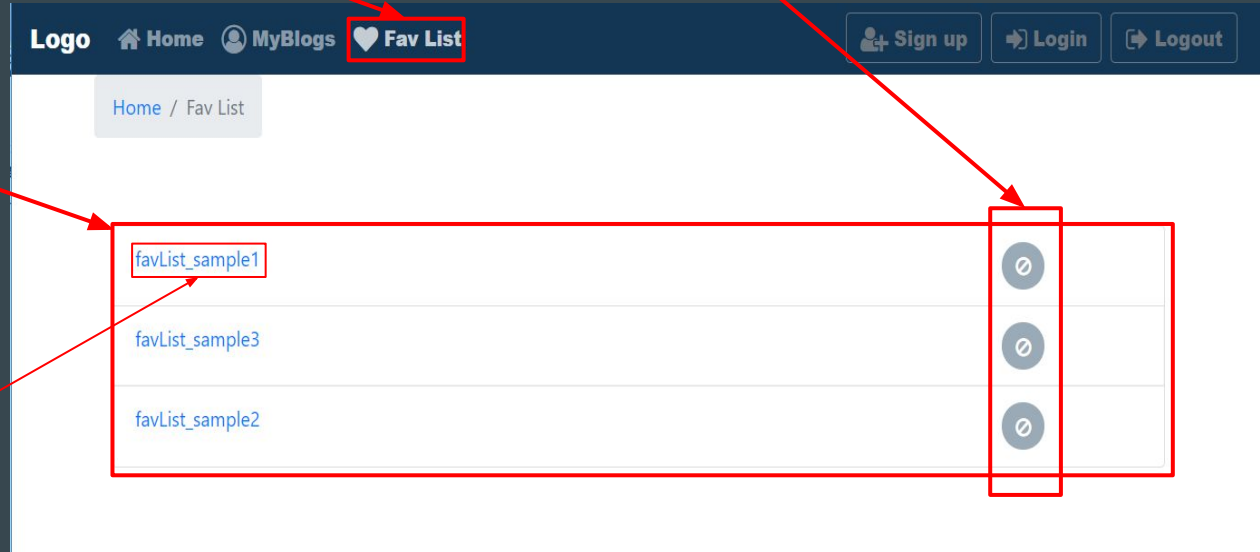 Logo Home MyBlogs Fav List Sign up Login Logout
Home / Fav List
favList_sample1
favList_sample3
favList_sample2